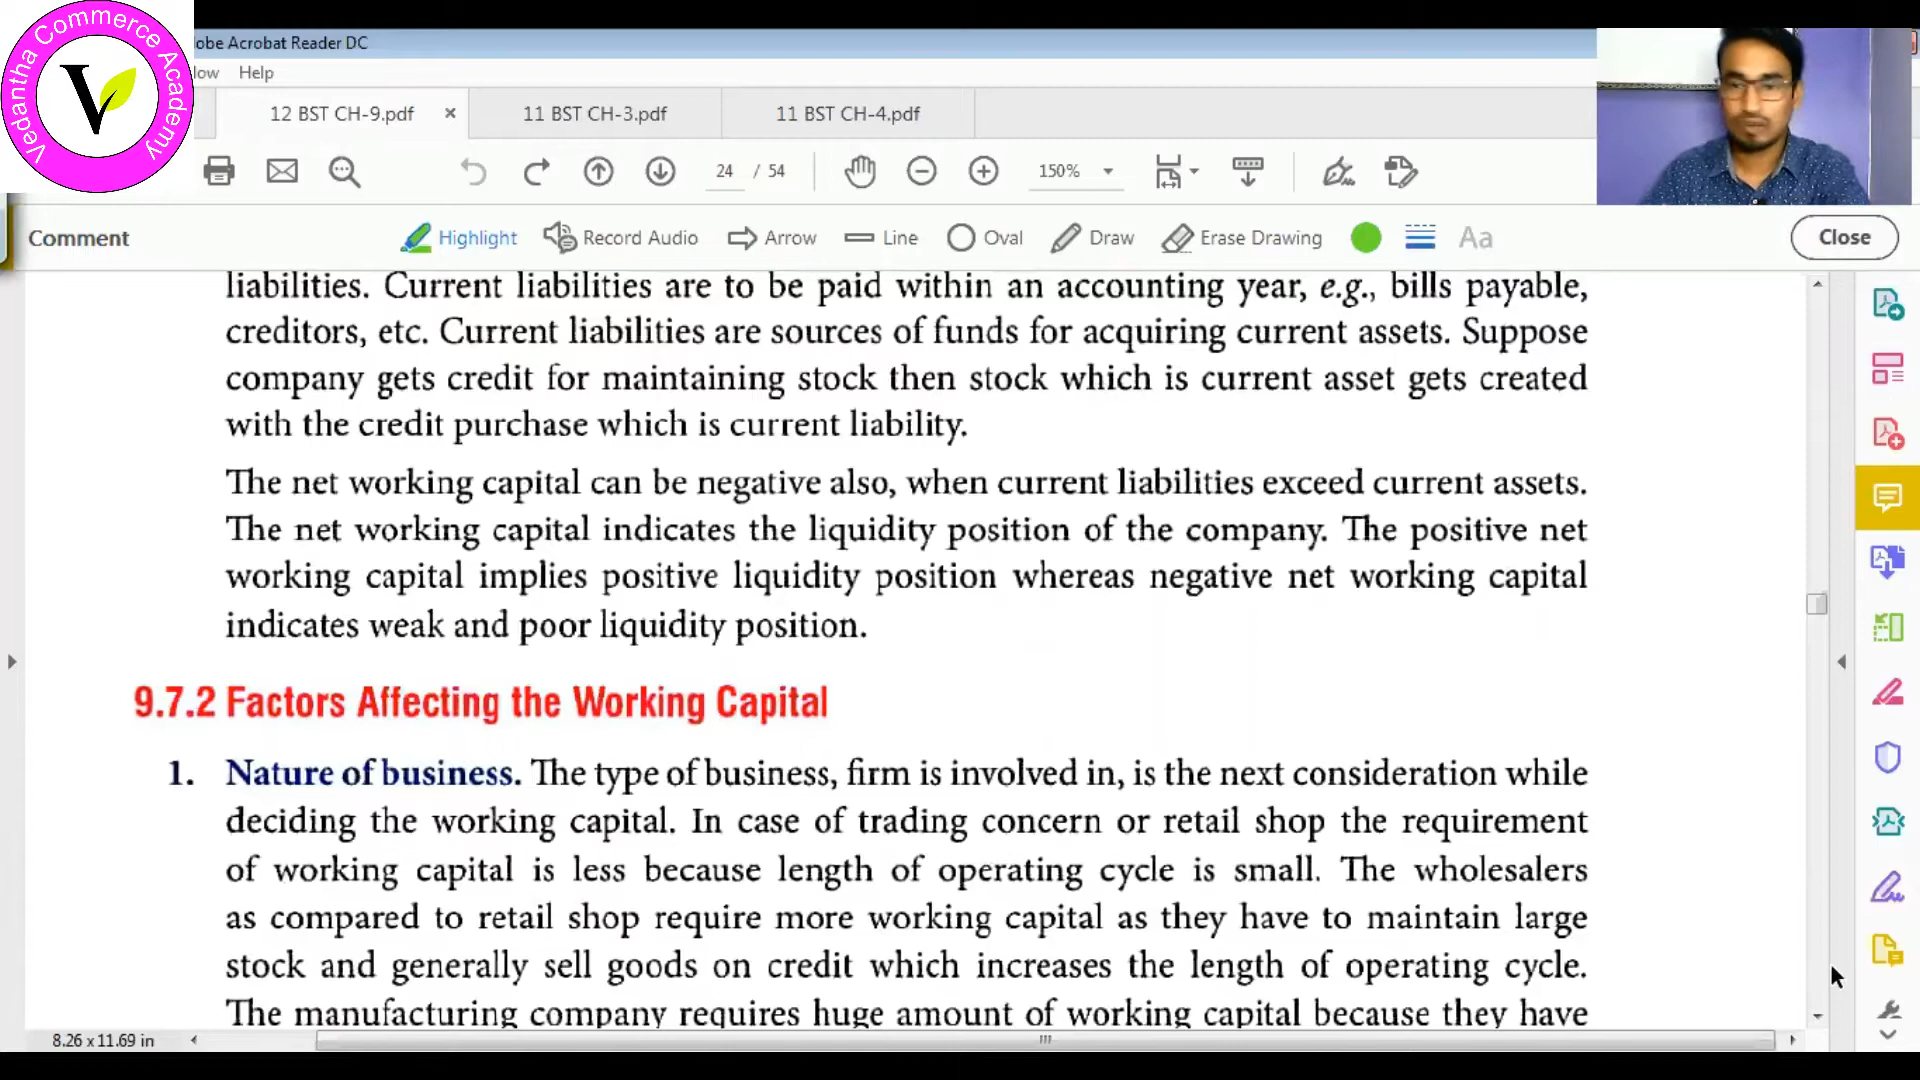 Vedantha Commerce Academy
V
obe Acrobat Reader DC
Help
12 BST CH-9.pdf × 11 BST CH-3.pdf 11 BST CH-4.pdf
24 / 54 150%
Comment Highlight Record Audio Arrow Line Oval Draw Erase Drawing Aa Close
liabilities. Current liabilities are to be paid within an accounting year, e.g., bills payable,
creditors, etc. Current liabilities are sources of funds for acquiring current assets. Suppose
company gets credit for maintaining stock then stock which is current asset gets created
with the credit purchase which is current liability.
The net working capital can be negative also, when current liabilities exceed current assets.
The net working capital indicates the liquidity position of the company. The positive net
working capital implies positive liquidity position whereas negative net working capital
indicates weak and poor liquidity position.
9.7.2 Factors Affecting the Working Capital
1. Nature of business. The type of business, firm is involved in, is the next consideration while
deciding the working capital. In case of trading concern or retail shop the requirement
of working capital is less because length of operating cycle is small. The wholesalers
as compared to retail shop require more working capital as they have to maintain large
stock and generally sell goods on credit which increases the length of operating cycle.
The manufacturing company requires huge amount of working capital because they have
8.26 x 11.69 in